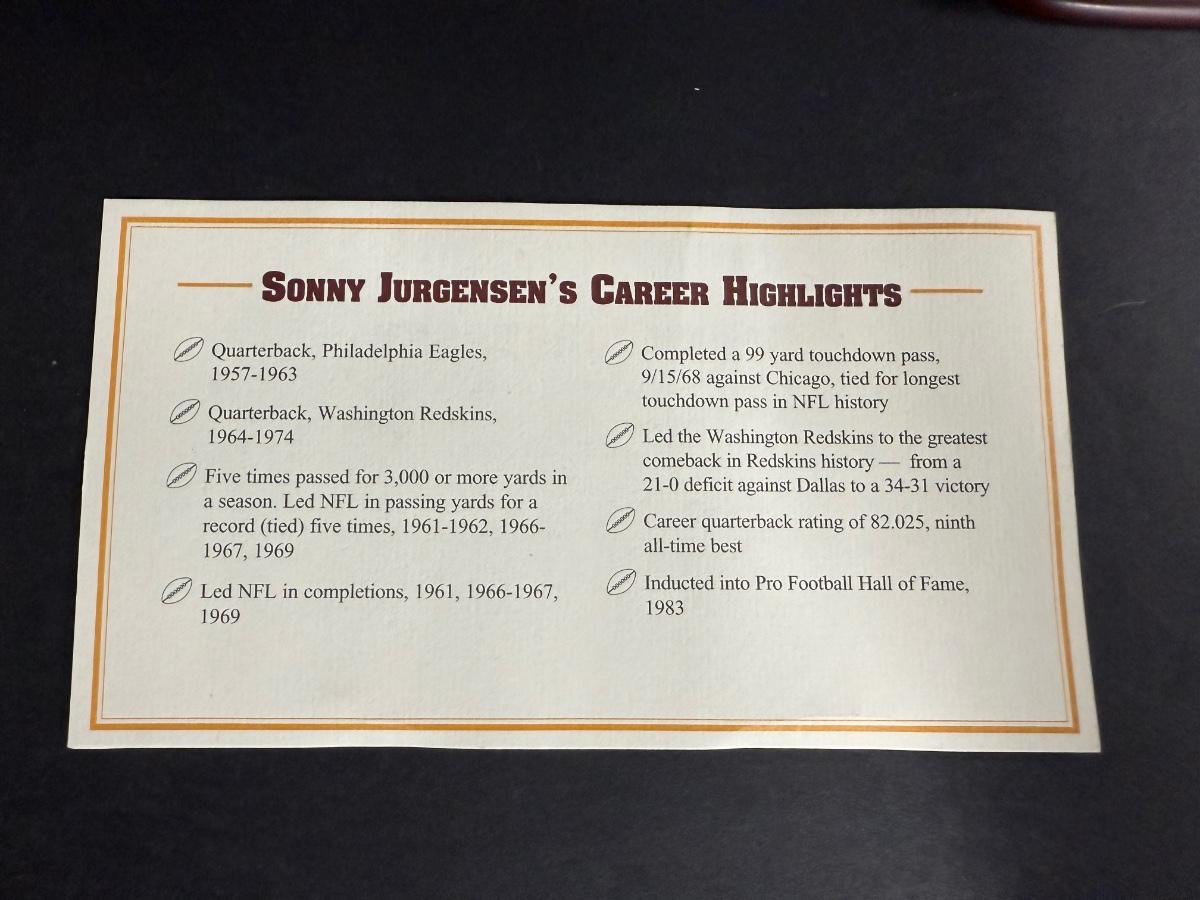 Sonny Jurgensen's Career Highlights
Quarterback, Philadelphia Eagles,
1957-1963
Quarterback, Washington Redskins,
1964-1974
Five times passed for 3,000 or more yards in
a season. Led NFL in passing yards for a
record (tied) five times, 1961-1962, 1966-
1967, 1969
Led NFL in completions, 1961, 1966-1967,
1969
Completed a 99 yard touchdown pass,
9/15/68 against Chicago, tied for longest
touchdown pass in NFL history
Led the Washington Redskins to the greatest
comeback in Redskins history — from a
21-0 deficit against Dallas to a 34-31 victory
Career quarterback rating of 82.025, ninth
all-time best
Inducted into Pro Football Hall of Fame,
1983